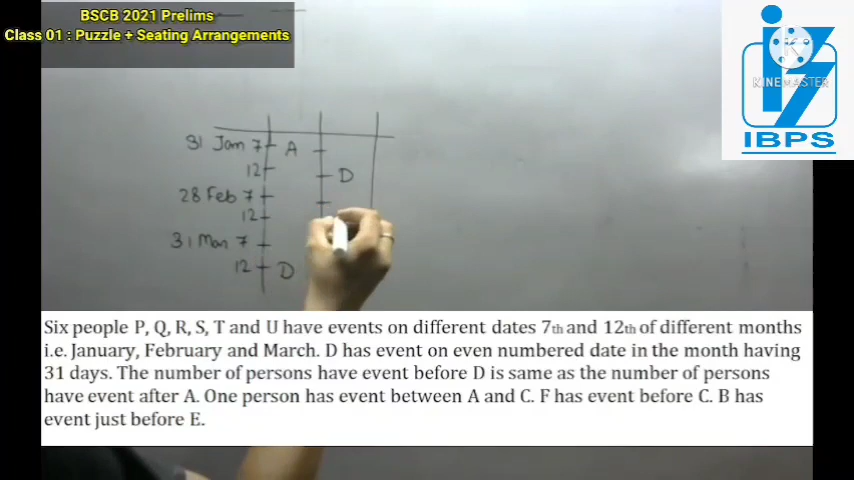 BSCB 2021 Prelims
Class 01 : Puzzle + Seating Arrangements
KINEMASTER
IBPS
31 Jan 7 A
12 D
28 Feb 7
12
31 Mar 7
12 D
Six people P, Q, R, S, T and U have events on different dates 7th and 12th of different months
i.e. January, February and March. D has event on even numbered date in the month having
31 days. The number of persons have event before D is same as the number of persons
have event after A. One person has event between A and C. F has event before C. B has
event just before E.